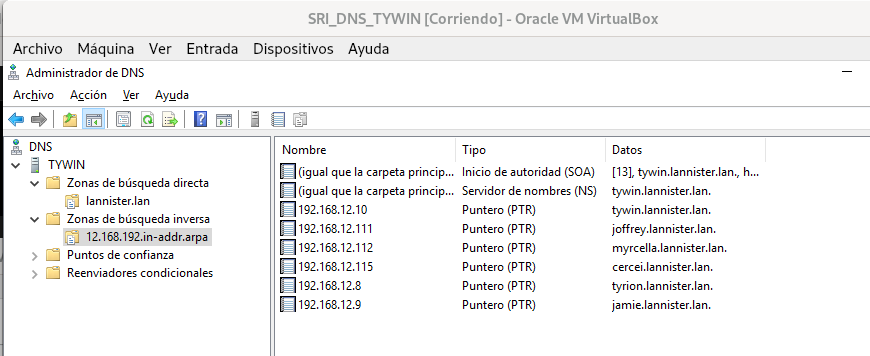 SRI_DNS_TYWIN [Corriendo] - Oracle VM VirtualBox
Archivo Máquina Ver Entrada Dispositivos Ayuda
Administrador de DNS
Archivo Acción Ver Ayuda
DNS
TYWIN
Zonas de búsqueda directa
lannister.lan
Zonas de búsqueda inversa
12.168.192.in-addr.arpa
Puntos de confianza
Reenviadores condicionales
Nombre Tipo Datos
(igual que la carpeta princip... Inicio de autoridad (SOA) [13], tywin.lannister.lan., h...
(igual que la carpeta princip... Servidor de nombres (NS) tywin.lannister.lan.
192.168.12.10 Puntero (PTR) tywin.lannister.lan.
192.168.12.111 Puntero (PTR) joffrey.lannister.lan.
192.168.12.112 Puntero (PTR) myrcella.lannister.lan.
192.168.12.115 Puntero (PTR) cercei.lannister.lan.
192.168.12.8 Puntero (PTR) tyrion.lannister.lan.
192.168.12.9 Puntero (PTR) jamie.lannister.lan.